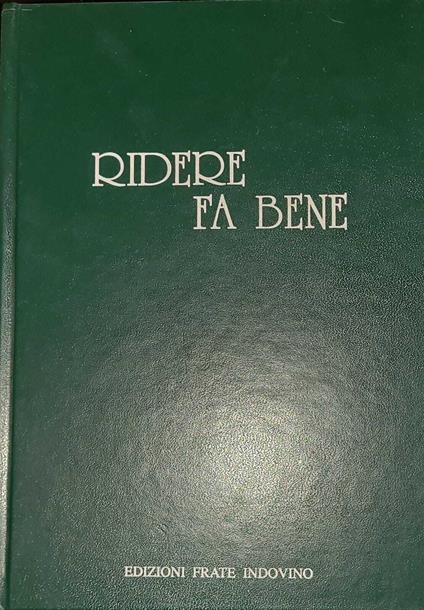 RIDERE
FA BENE
EDIZIONI FRATE INDOVINO